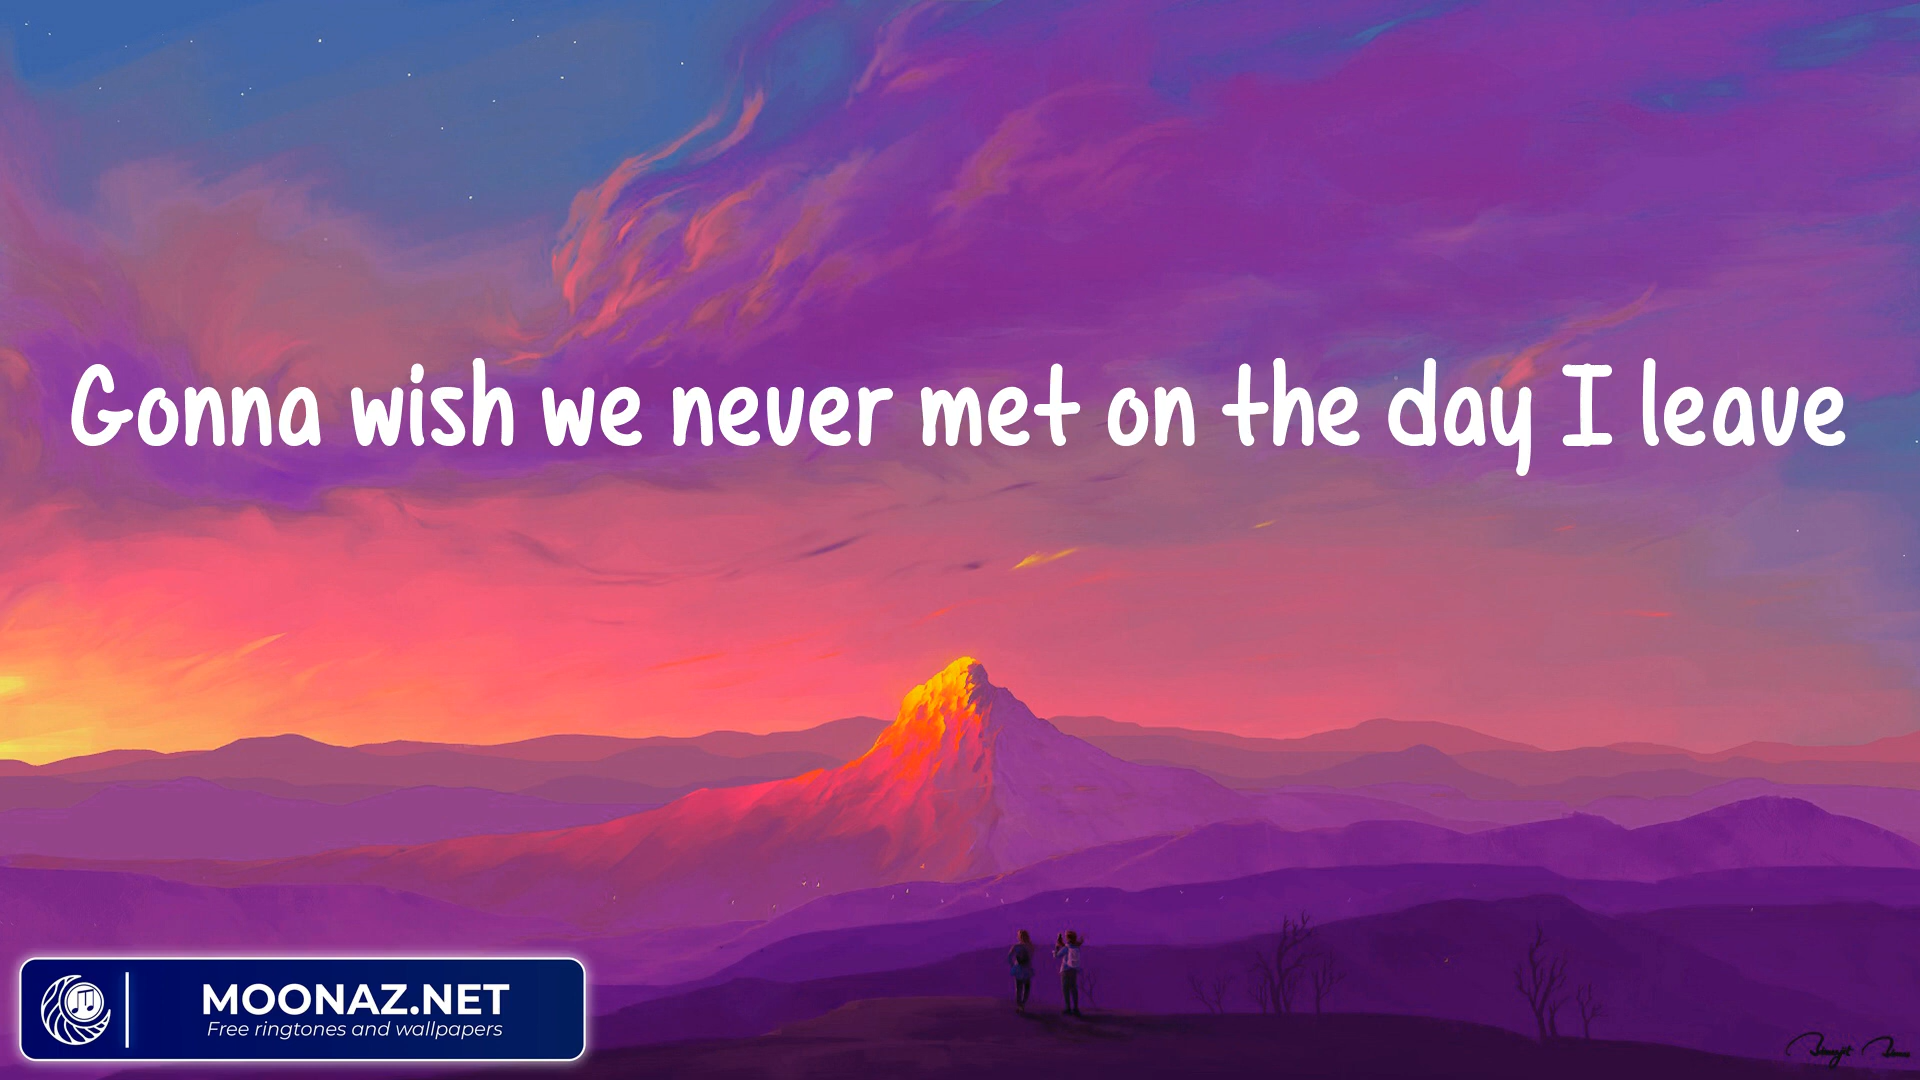 Gonna wish we never met on the day I leave
MOONAZ.NET
Free ringtones and wallpapers